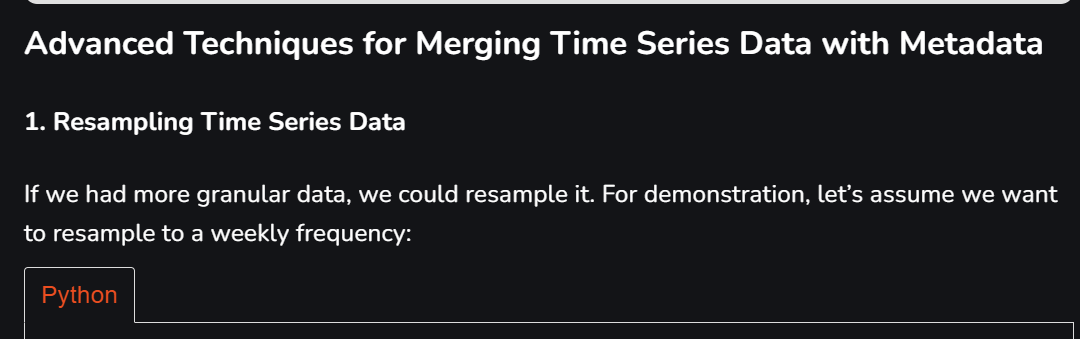 Advanced Techniques for Merging Time Series Data with Metadata
1. Resampling Time Series Data
If we had more granular data, we could resample it. For demonstration, let’s assume we want
to resample to a weekly frequency:
Python